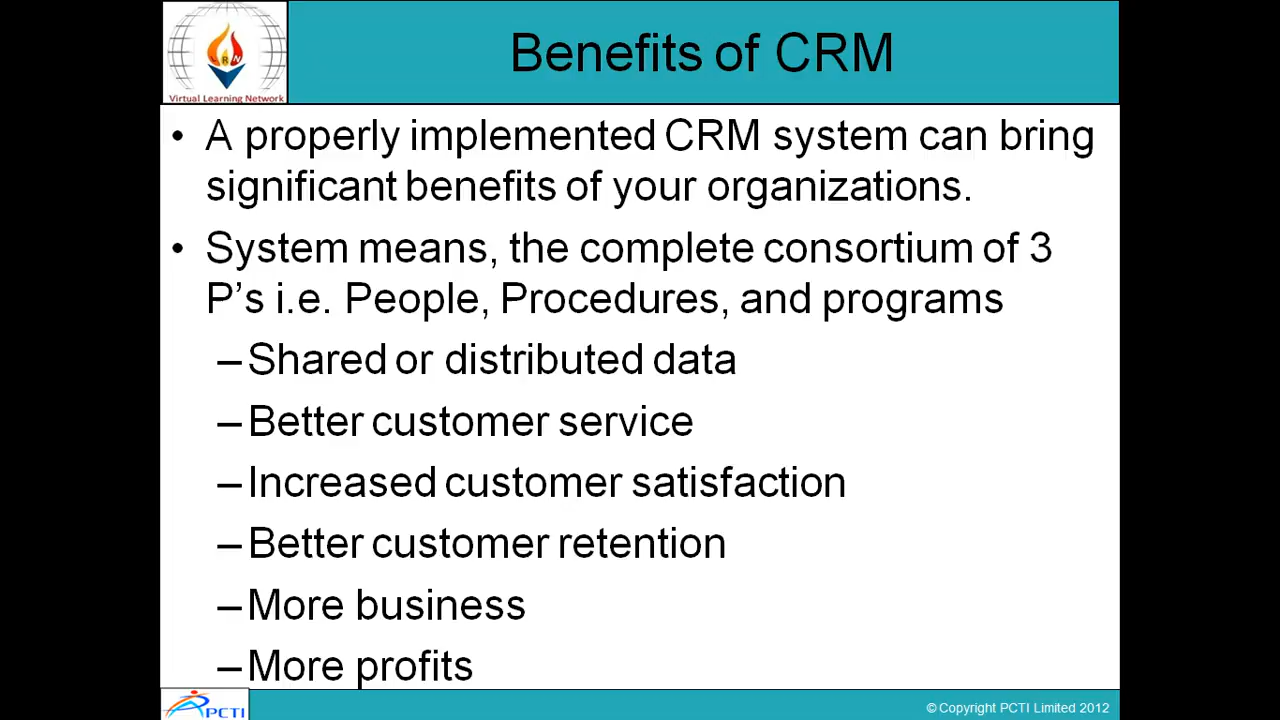 Benefits of CRM
Virtual Learning Network
• A properly implemented CRM system can bring
significant benefits of your organizations.
• System means, the complete consortium of 3
P's i.e. People, Procedures, and programs
–Shared or distributed data
–Better customer service
–Increased customer satisfaction
–Better customer retention
–More business
–More profits
PCTI
© Copyright PCTI Limited 2012